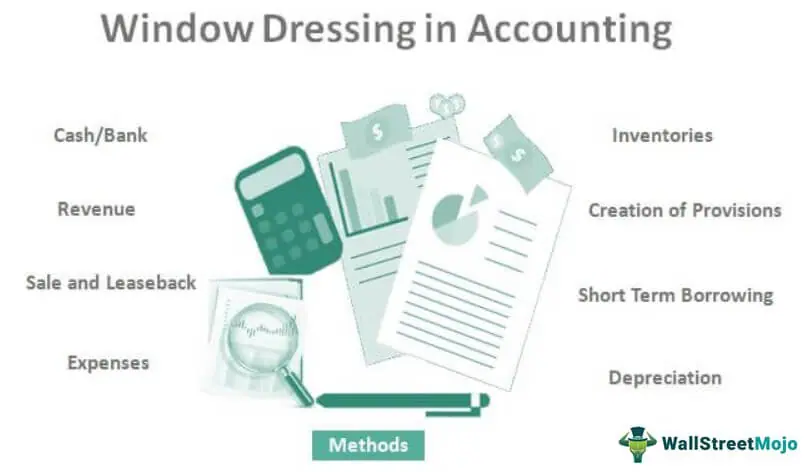 Window Dressing in Accounting
Cash/Bank
Revenue
Sale and Leaseback
Expenses
Inventories
Creation of Provisions
Short Term Borrowing
Depreciation
$
$
$
Methods
WallStreetMojo